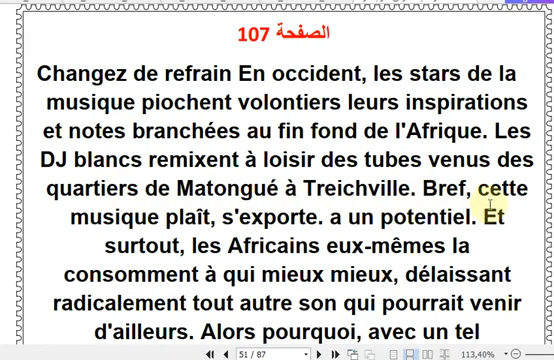 الصفحة 107
Changez de refrain En occident, les stars de la
musique piochent volontiers leurs inspirations
et notes branchées au fin fond de l'Afrique. Les
DJ blancs remixent à loisir des tubes venus des
quartiers de Matongué à Treichville. Bref, cette
musique plaît, s'exporte. a un potentiel. Et
surtout, les Africains eux-mêmes la
consomment à qui mieux mieux, délaissant
radicalement tout autre son qui pourrait venir
d'ailleurs. Alors pourquoi, avec un tel
51 / 87
113,40%